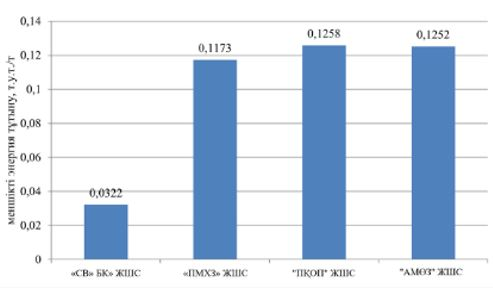 меншікті энергия тұтыну, т.у.т./т
0,14
0,12
0,1
0,08
0,06
0,04
0,02
0
0,0322
0,1173
0,1258
0,1252
«СВ» БК» ЖШС
«ПМХЗ» ЖШС
"ПҚОП" ЖШС
"АМӨЗ" ЖШС